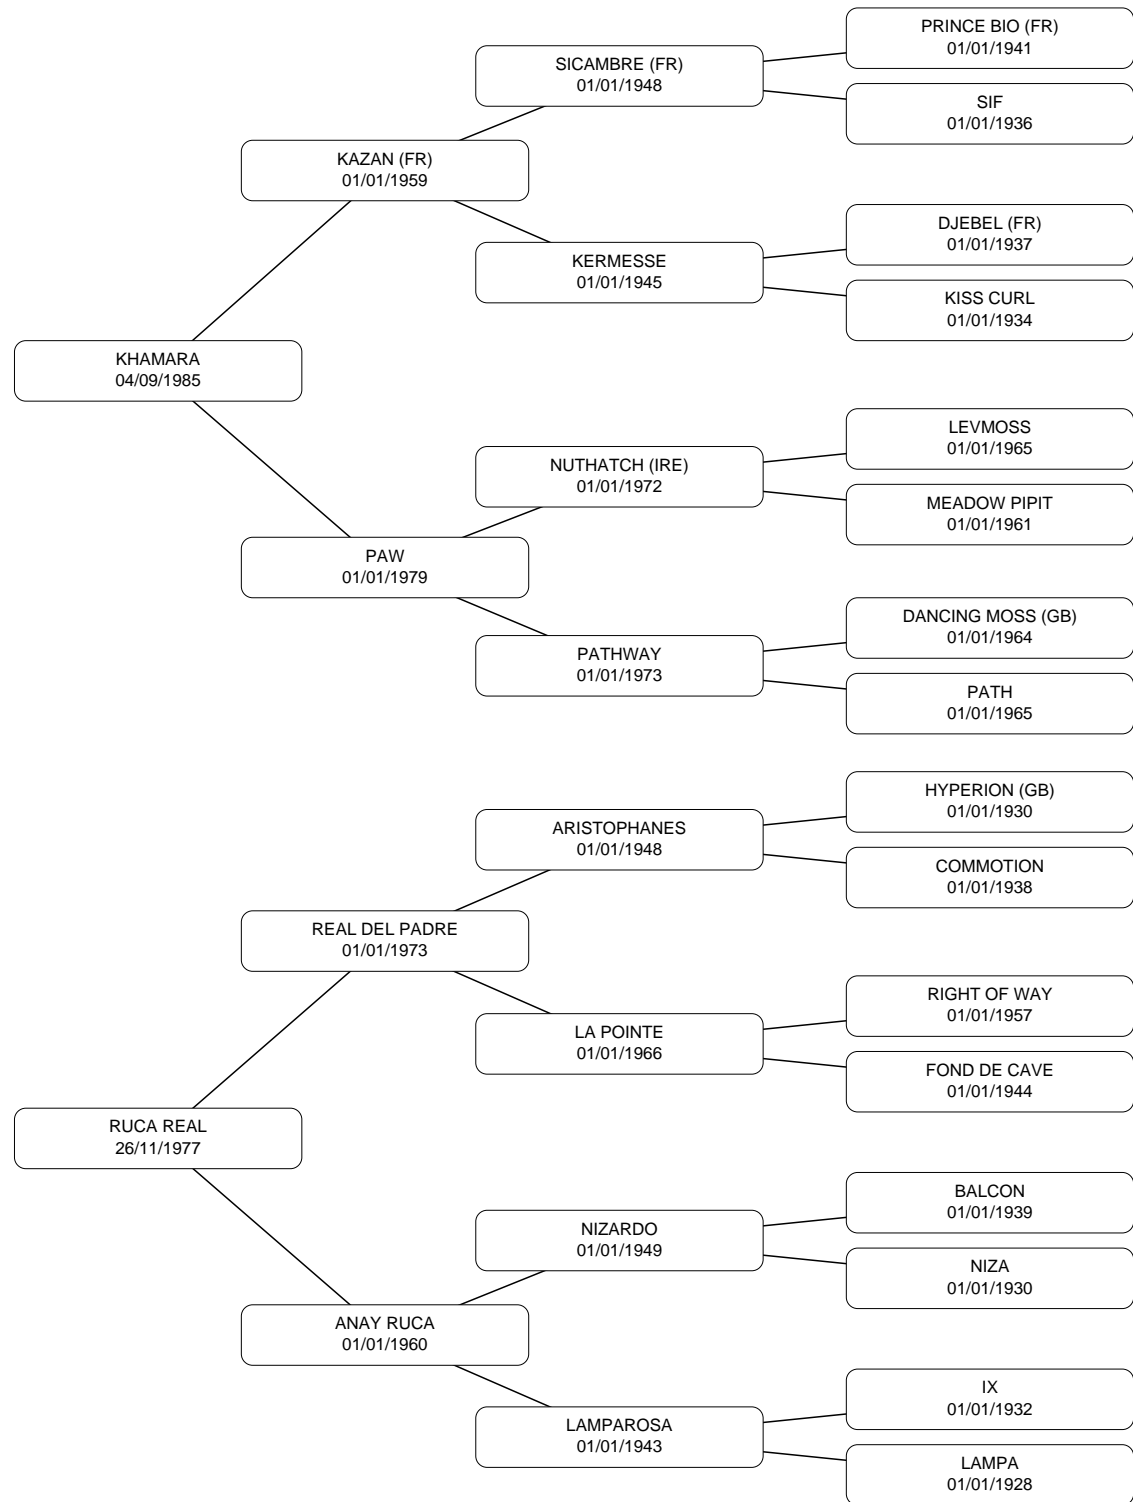 PRINCE BIO (FR)
01/01/1941
SICAMBRE (FR)
01/01/1948
SIF
01/01/1936
KAZAN (FR)
01/01/1959
DJEBEL (FR)
01/01/1937
KERMESSE
01/01/1945
KISS CURL
01/01/1934
KHAMARA
04/09/1985
LEVMOSS
01/01/1965
NUTHATCH (IRE)
01/01/1972
MEADOW PIPIT
01/01/1961
PAW
01/01/1979
DANCING MOSS (GB)
01/01/1964
PATHWAY
01/01/1973
PATH
01/01/1965
HYPERION (GB)
01/01/1930
ARISTOPHANES
01/01/1948
COMMOTION
01/01/1938
REAL DEL PADRE
01/01/1973
RIGHT OF WAY
01/01/1957
LA POINTE
01/01/1966
FOND DE CAVE
01/01/1944
RUCA REAL
26/11/1977
BALCON
01/01/1939
NIZARDO
01/01/1949
NIZA
01/01/1930
ANAY RUCA
01/01/1960
IX
01/01/1932
LAMPAROSA
01/01/1943
LAMPA
01/01/1928